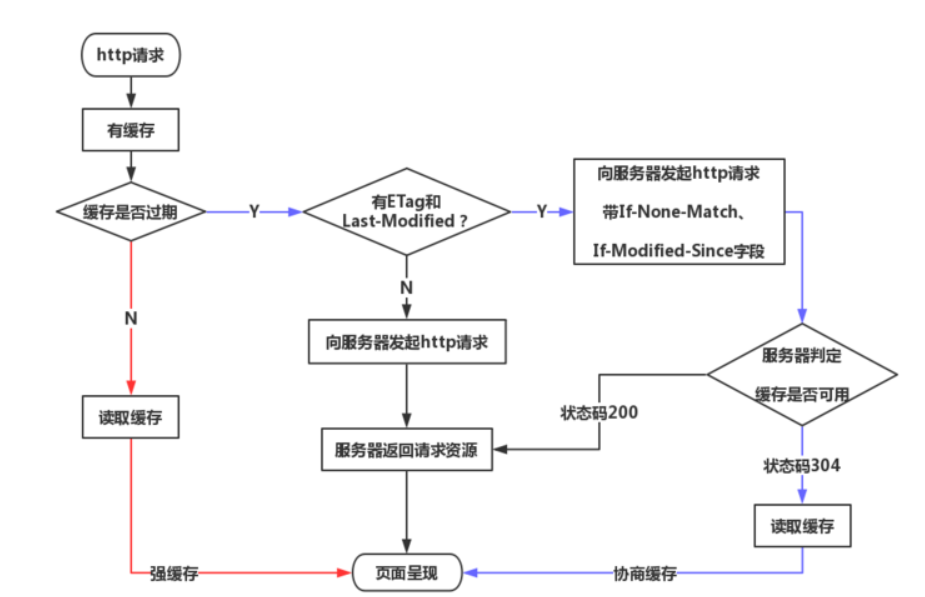 http请求
有缓存
缓存是否过期
Y
有ETag和
Last-Modified ?
Y
向服务器发起http请求
带If-None-Match、
If-Modified-Since字段
N
N
向服务器发起http请求
服务器判定
缓存是否可用
读取缓存
状态码200
服务器返回请求资源
状态码304
读取缓存
强缓存
页面呈现
协商缓存